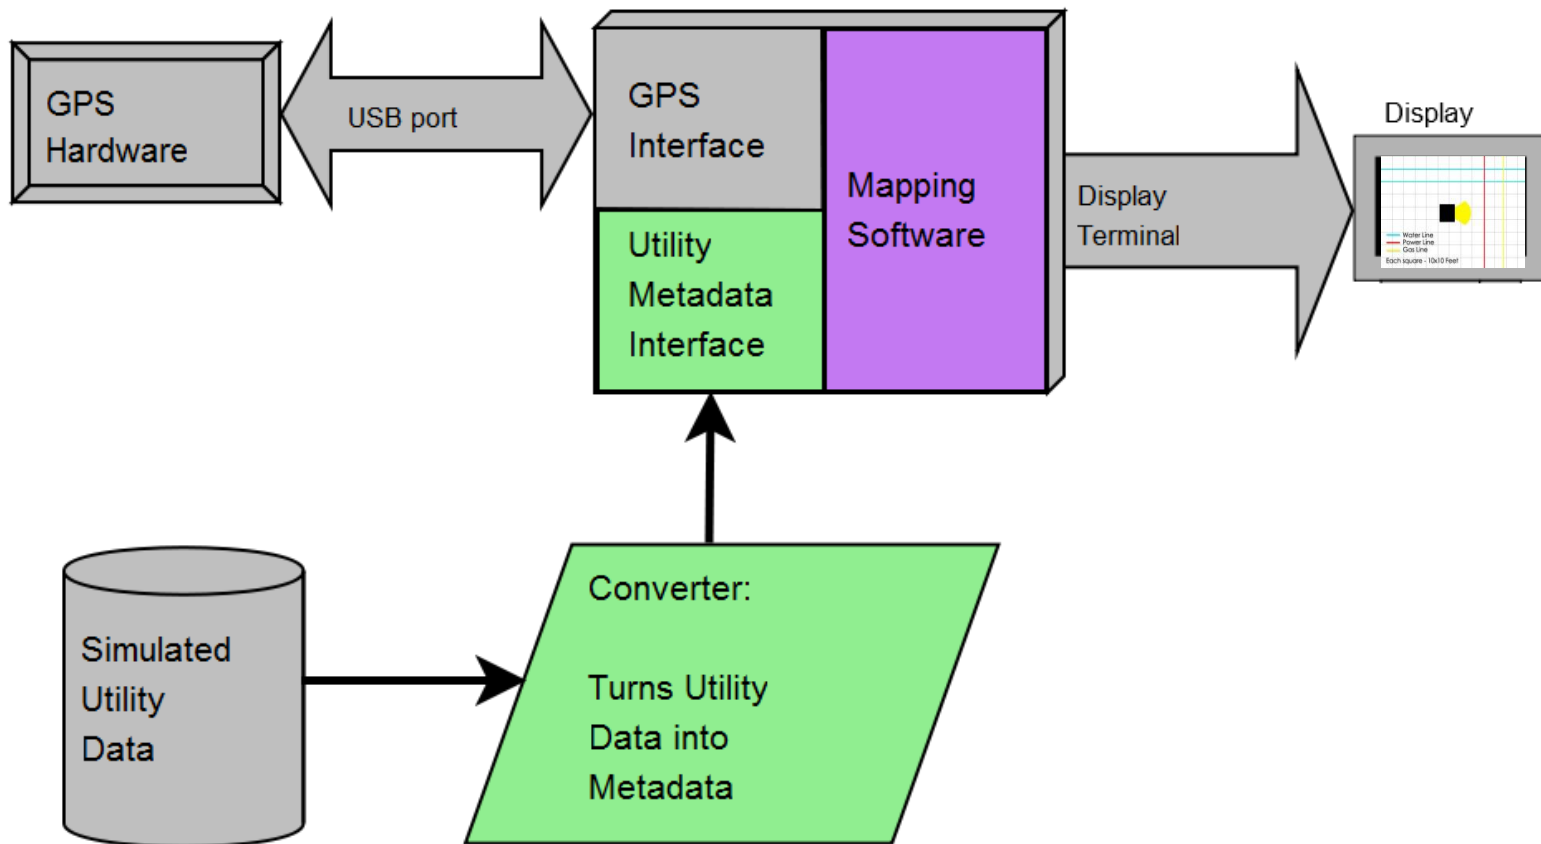 GPS
Hardware
USB port
GPS
Interface
Utility
Metadata
Interface
Mapping
Software
Display
Terminal
Display
Water Line
Power Line
Gas Line
Each square - 10x10 Feet
Simulated
Utility
Data
Converter:
Turns Utility
Data into
Metadata